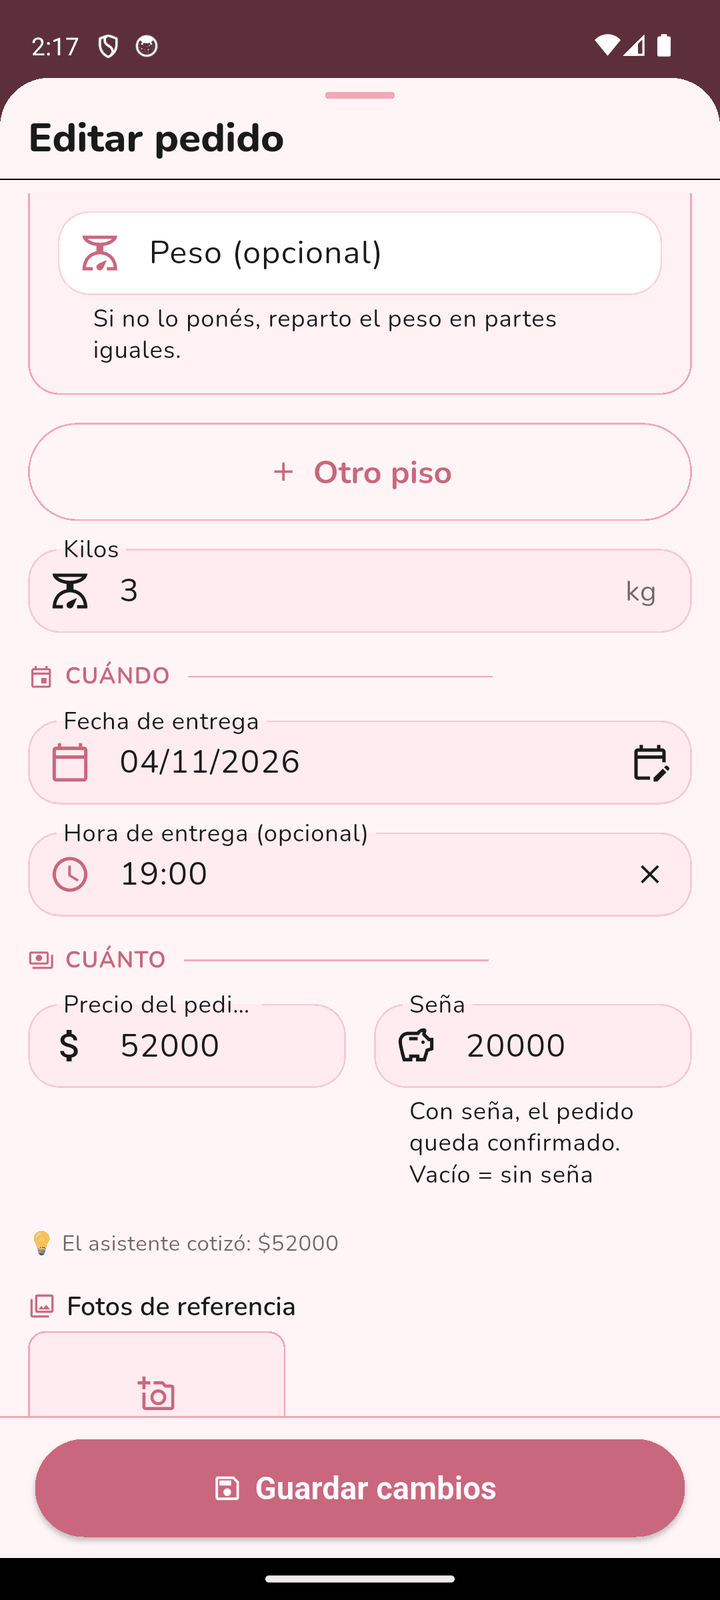 2:17
Editar pedido
Peso (opcional)
Si no lo ponés, reparto el peso en partes
iguales.
+ Otro piso
Kilos
3 kg
CUÁNDO
Fecha de entrega
04/11/2026
Hora de entrega (opcional)
19:00
CUÁNTO
Precio del pedi... Seña
$ 52000 20000
Con seña, el pedido
queda confirmado.
Vacío = sin seña
El asistente cotizó: $52000
Fotos de referencia
Guardar cambios